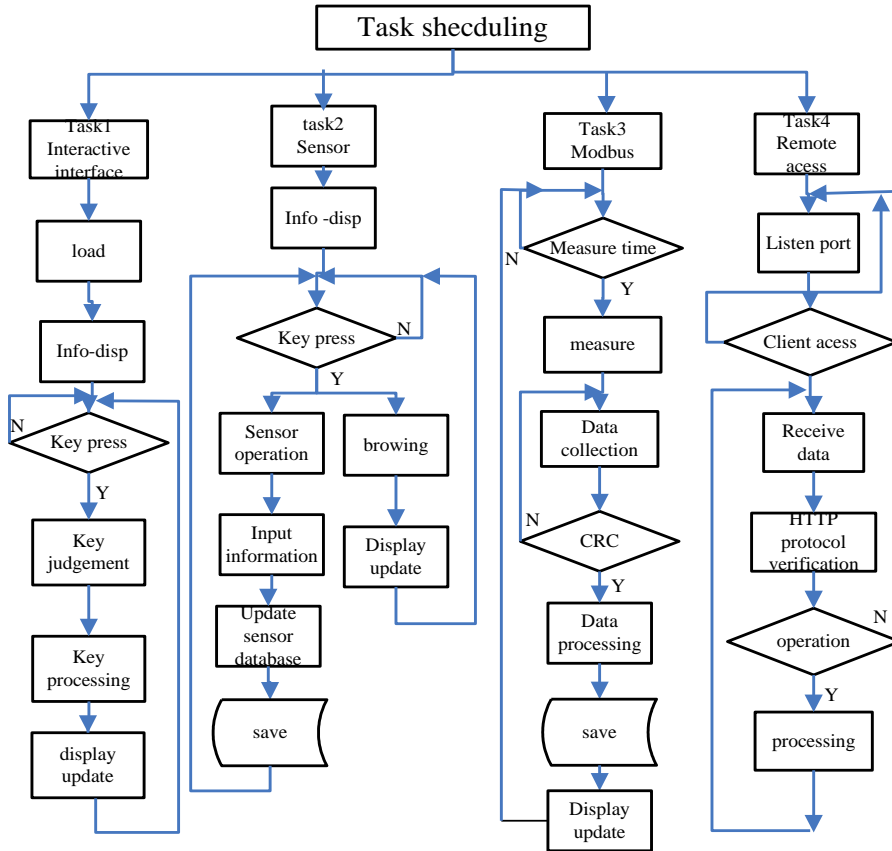 Task shecduling
Task1
Interactive
interface
load
Info-disp
N
Key press
Y
Key
judgement
Key
processing
display
update
task2
Sensor
Info -disp
Key press
N
Y
Sensor
operation
browing
Input
information
Display
update
Update
sensor
database
save
Task3
Modbus
Measure time
N
Y
measure
Data
collection
N
CRC
Y
Data
processing
save
Display
update
Task4
Remote
acess
Listen port
Client acess
Receive
data
HTTP
protocol
verification
N
operation
Y
processing